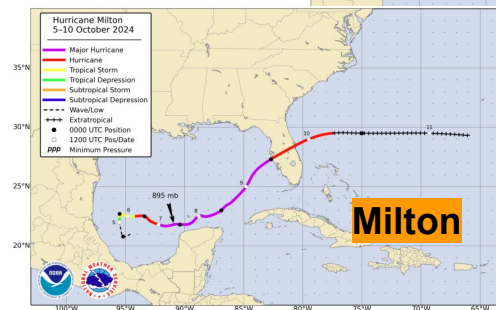 Hurricane Milton
5–10 October 2024
Major Hurricane
Hurricane
Tropical Storm
Tropical Depression
Subtropical Storm
Subtropical Depression
Wave/Low
Extratropical
0000 UTC Position
1200 UTC Pos/Date
ppp Minimum Pressure
35°N
30°N
25°N
20°N
895 mb
5
6
7
8
9
10
11
Milton
NOAA
100°W
95°W
90°W
85°W
80°W
75°W
70°W
65°W